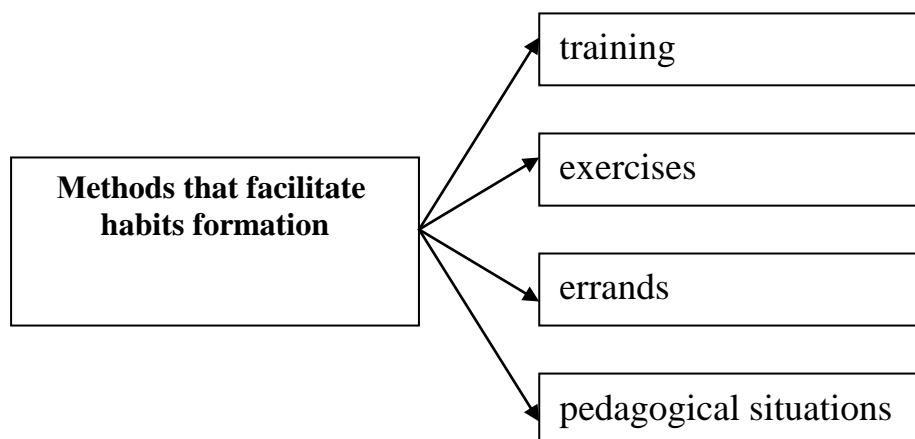 Methods that facilitate
habits formation
training
exercises
errands
pedagogical situations